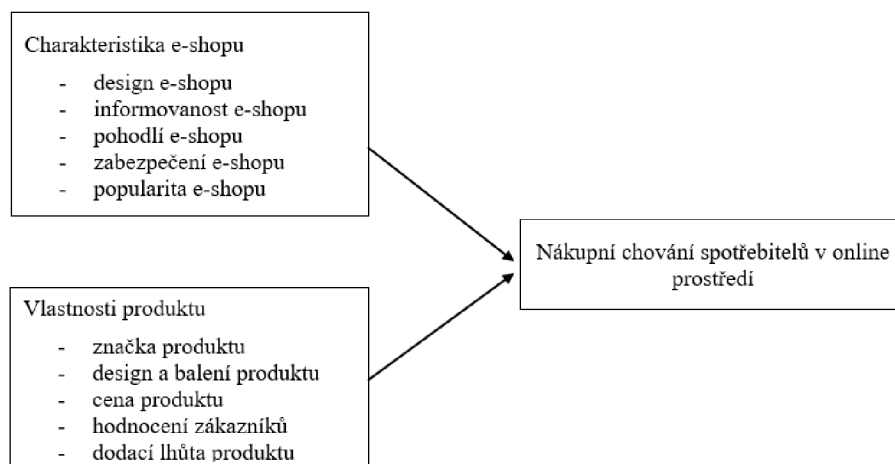 Charakteristika e-shopu
- design e-shopu
- informovanost e-shopu
- pohodlí e-shopu
- zabezpečení e-shopu
- popularita e-shopu
Nákupní chování spotřebitelů v online
prostředí
Vlastnosti produktu
- značka produktu
- design a balení produktu
- cena produktu
- hodnocení zákazníků
- dodací lhůta produktu